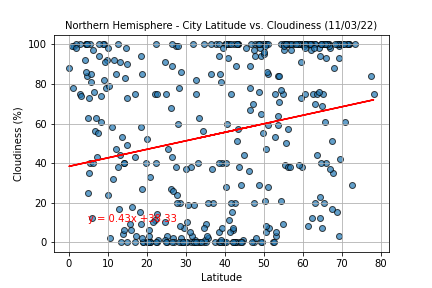 Northern Hemisphere - City Latitude vs. Cloudiness (11/03/22)
100
80
60
40
20
0
Cloudiness (%)
y = 0.43x +38.33
0 10 20 30 40 50 60 70 80
Latitude